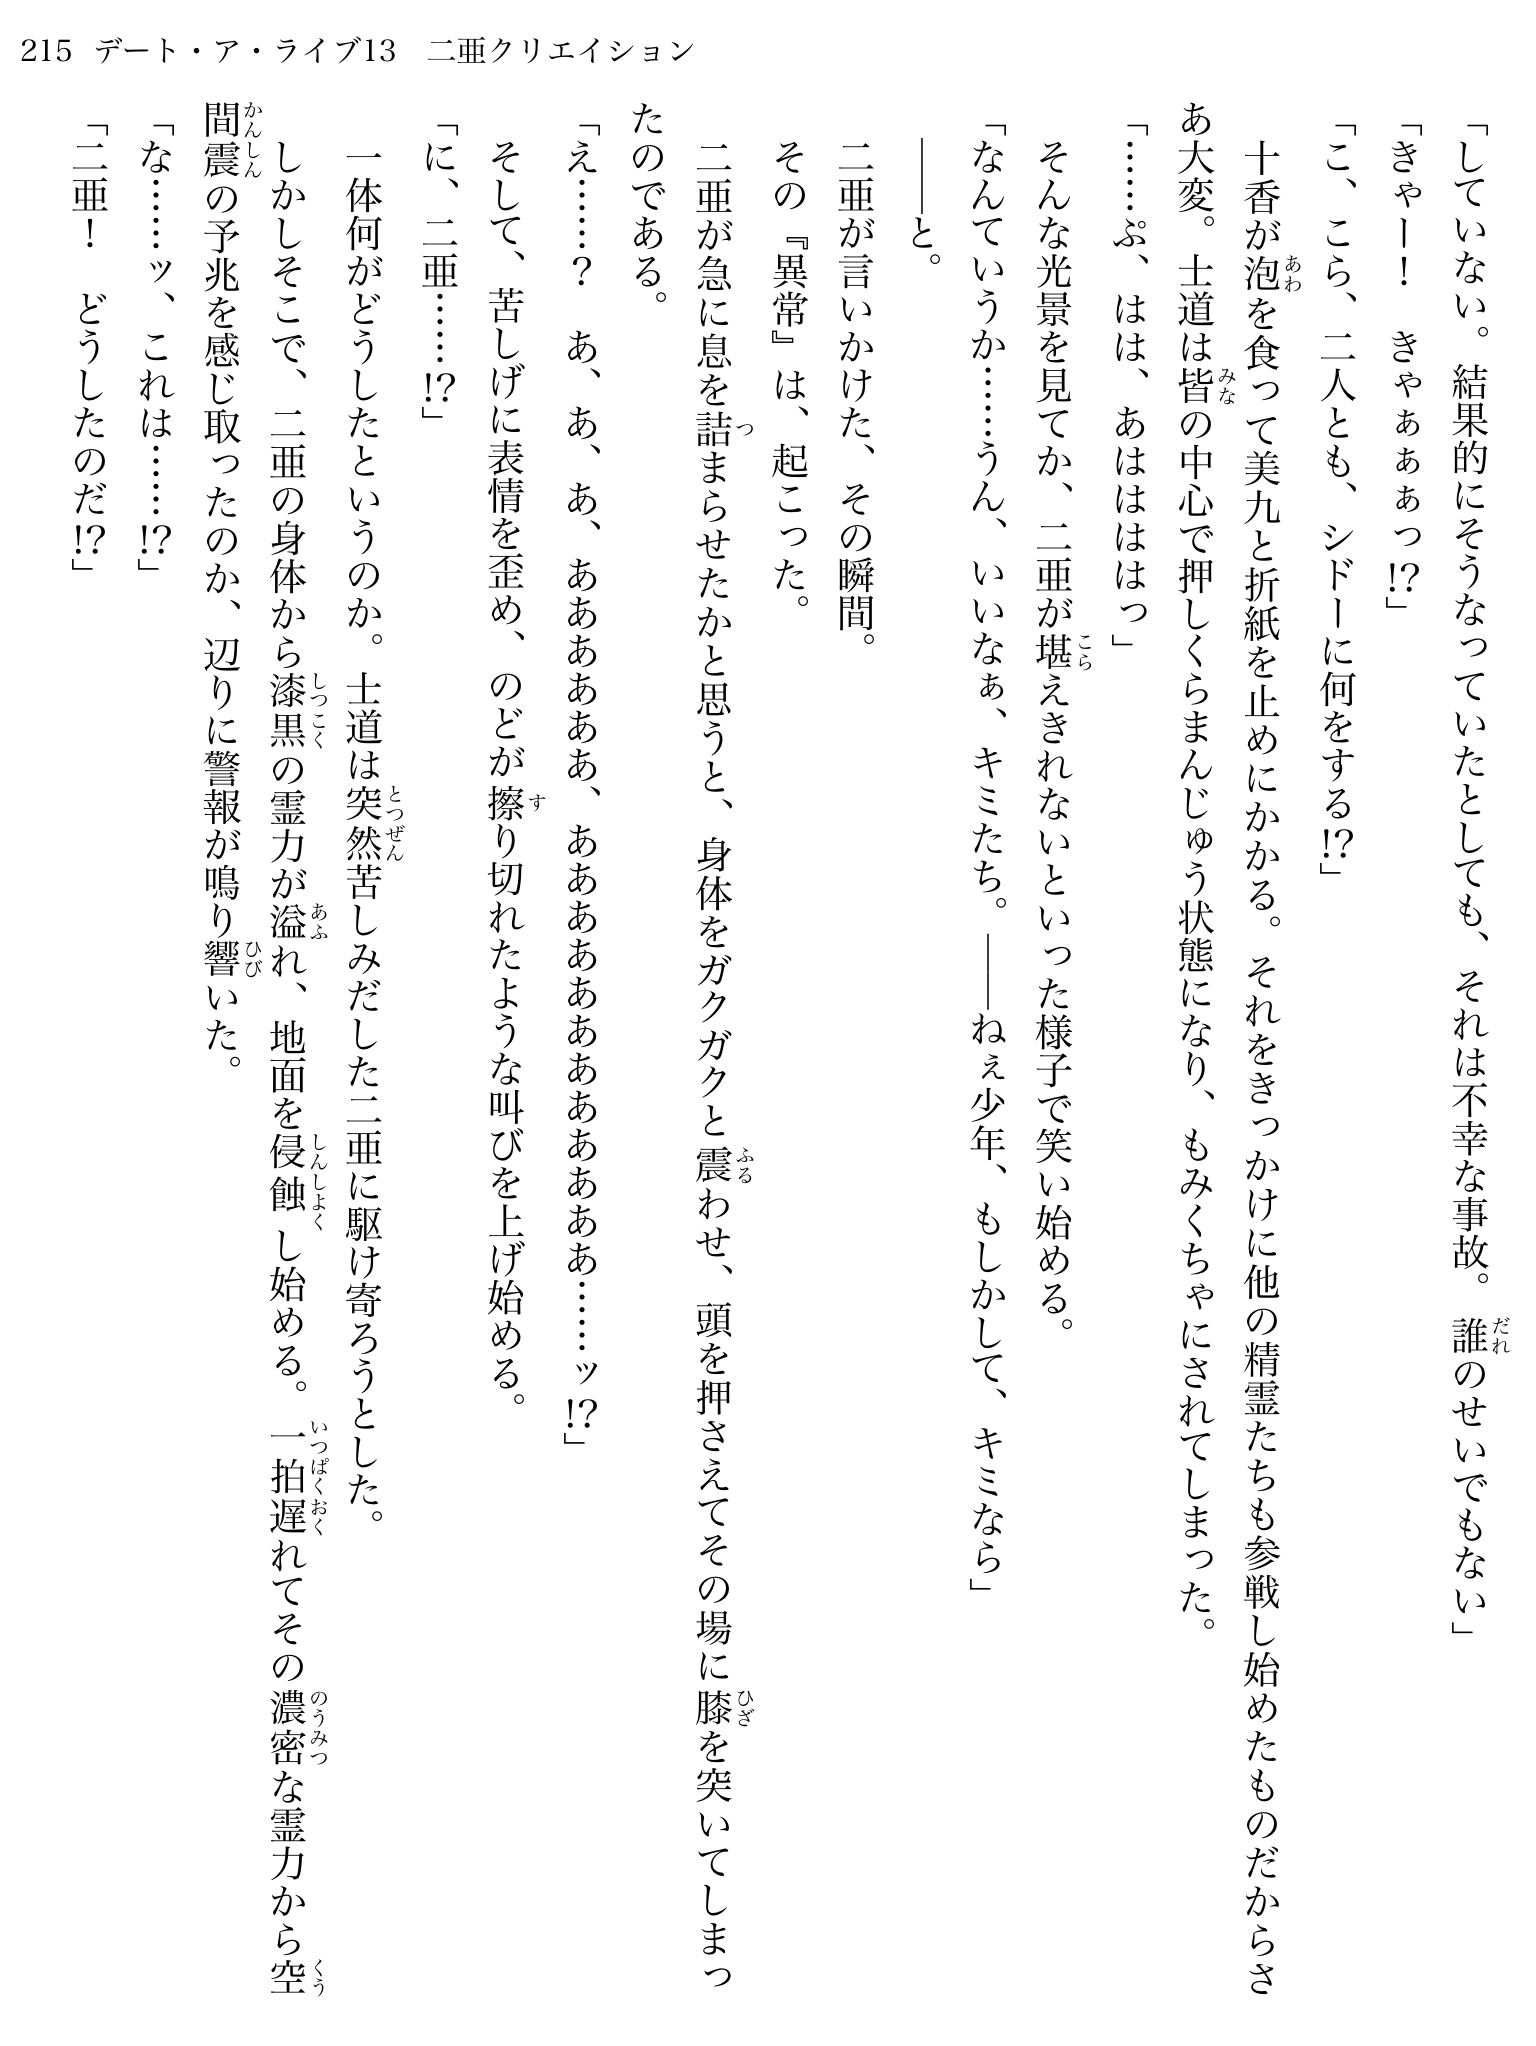 215 デート・ア・ライブ13　二亜クリエイション
「していない。結果的にそうなっていたとしても、それは不幸な事故。誰のせいでもない」
「きゃー！　きゃぁぁぁっ!?」
「こ、こら、二人とも、シドーに何をする!?」
　十香が泡を食って美九と折紙を止めにかかる。それをきっかけに他の精霊たちも参戦し始めたものだからさ
あ大変。士道は皆の中心で押しくらまんじゅう状態になり、もみくちゃにされてしまった。
「……ぷ、はは、あはははっ」
　そんな光景を見てか、二亜が堪えきれないといった様子で笑い始める。
「なんていうか……うん、いいなぁ、キミたち。――ねぇ少年、もしかして、キミなら」
　――と。
　二亜が言いかけた、その瞬間。
　その『異常』は、起こった。
　二亜が急に息を詰まらせたかと思うと、身体をガクガクと震わせ、頭を押さえてその場に膝を突いてしまっ
たのである。
「え……？　あ、あ、あ、ああああああ、ああああああああああああ……ッ!?」
　そして、苦しげに表情を歪め、のどが擦り切れたような叫びを上げ始める。
「に、二亜……!?」
　一体何がどうしたというのか。士道は突然苦しみだした二亜に駆け寄ろうとした。
　しかしそこで、二亜の身体から漆黒の霊力が溢れ、地面を侵蝕し始める。一拍遅れてその濃密な霊力から空
間震の予兆を感じ取ったのか、辺りに警報が鳴り響いた。
「な……ッ、これは……!?」
「二亜！　どうしたのだ!?」